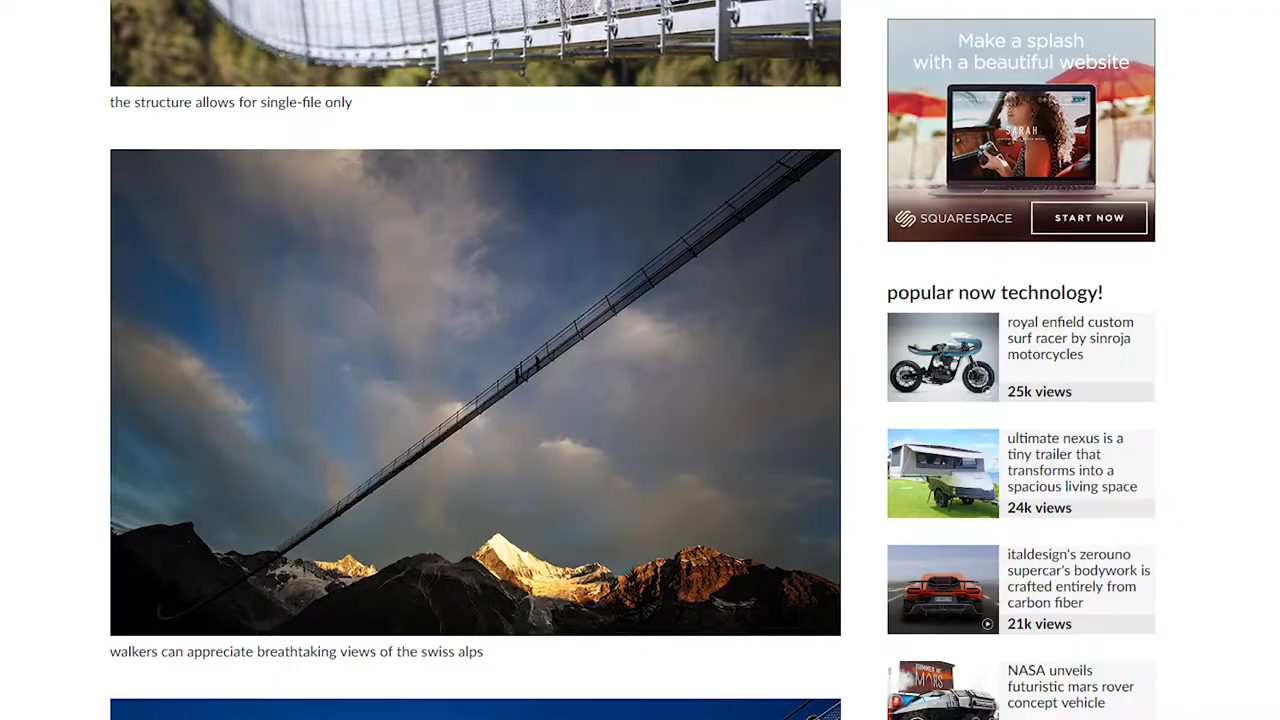 the structure allows for single-file only
walkers can appreciate breathtaking views of the swiss alps
Make a splash
with a beautiful website
SARAH
SQUARESPACE
START NOW
popular now technology!
royal enfield custom
surf racer by sinroja
motorcycles
25k views
ultimate nexus is a
tiny trailer that
transforms into a
spacious living space
24k views
italdesign's zerouno
supercar's bodywork is
crafted entirely from
carbon fiber
21k views
MARS
NASA unveils
futuristic mars rover
concept vehicle